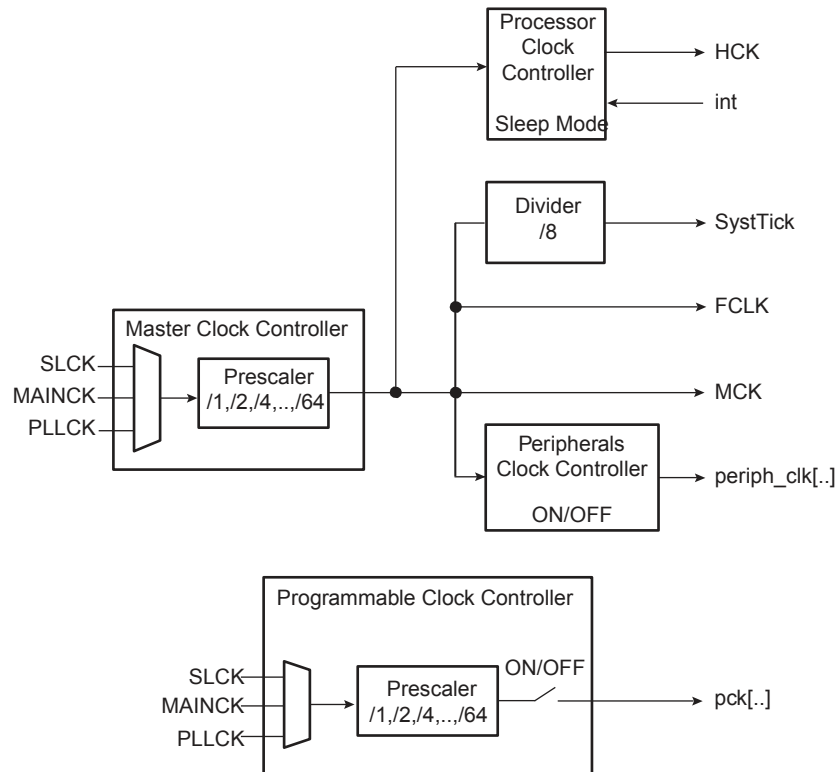 Processor
Clock
Controller
Sleep Mode
HCK
int
Divider
/8
SystTick
FCLK
Master Clock Controller
SLCK
MAINCK
PLLCK
Prescaler
/1,/2,/4,..,/64
MCK
Peripherals
Clock Controller
ON/OFF
periph_clk[..]
Programmable Clock Controller
SLCK
MAINCK
PLLCK
Prescaler
/1,/2,/4,..,/64
ON/OFF
pck[..]